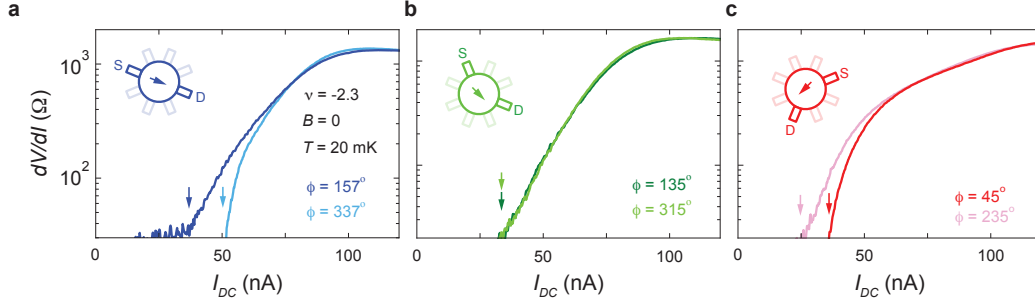 a
b
c
dV/dI (Ω)
10³
10²
S
D
ν = -2.3
B = 0
T = 20 mK
ϕ = 157°
ϕ = 337°
0
50
100
I_DC (nA)
S
D
ϕ = 135°
ϕ = 315°
0
50
100
I_DC (nA)
S
D
ϕ = 45°
ϕ = 235°
0
50
100
I_DC (nA)